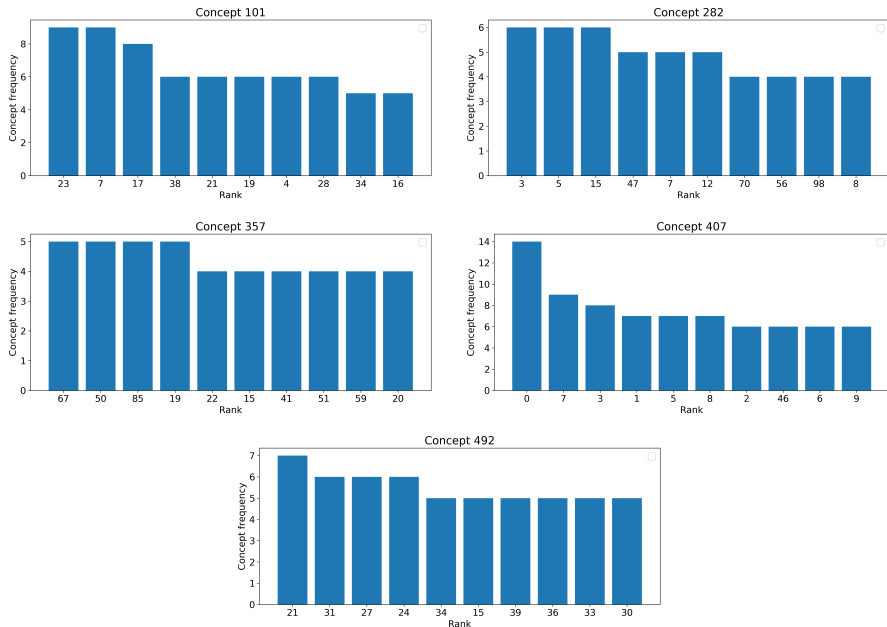 Concept 101
Concept frequency
8
6
4
2
0
23 7 17 38 21 19 4 28 34 16
Rank
Concept 282
Concept frequency
6
5
4
3
2
1
0
3 5 15 47 7 12 70 56 98 8
Rank
Concept 357
Concept frequency
5
4
3
2
1
0
67 50 85 19 22 15 41 51 59 20
Rank
Concept 407
Concept frequency
14
12
10
8
6
4
2
0
0 7 3 1 5 8 2 46 6 9
Rank
Concept 492
Concept frequency
7
6
5
4
3
2
1
0
21 31 27 24 34 15 39 36 33 30
Rank